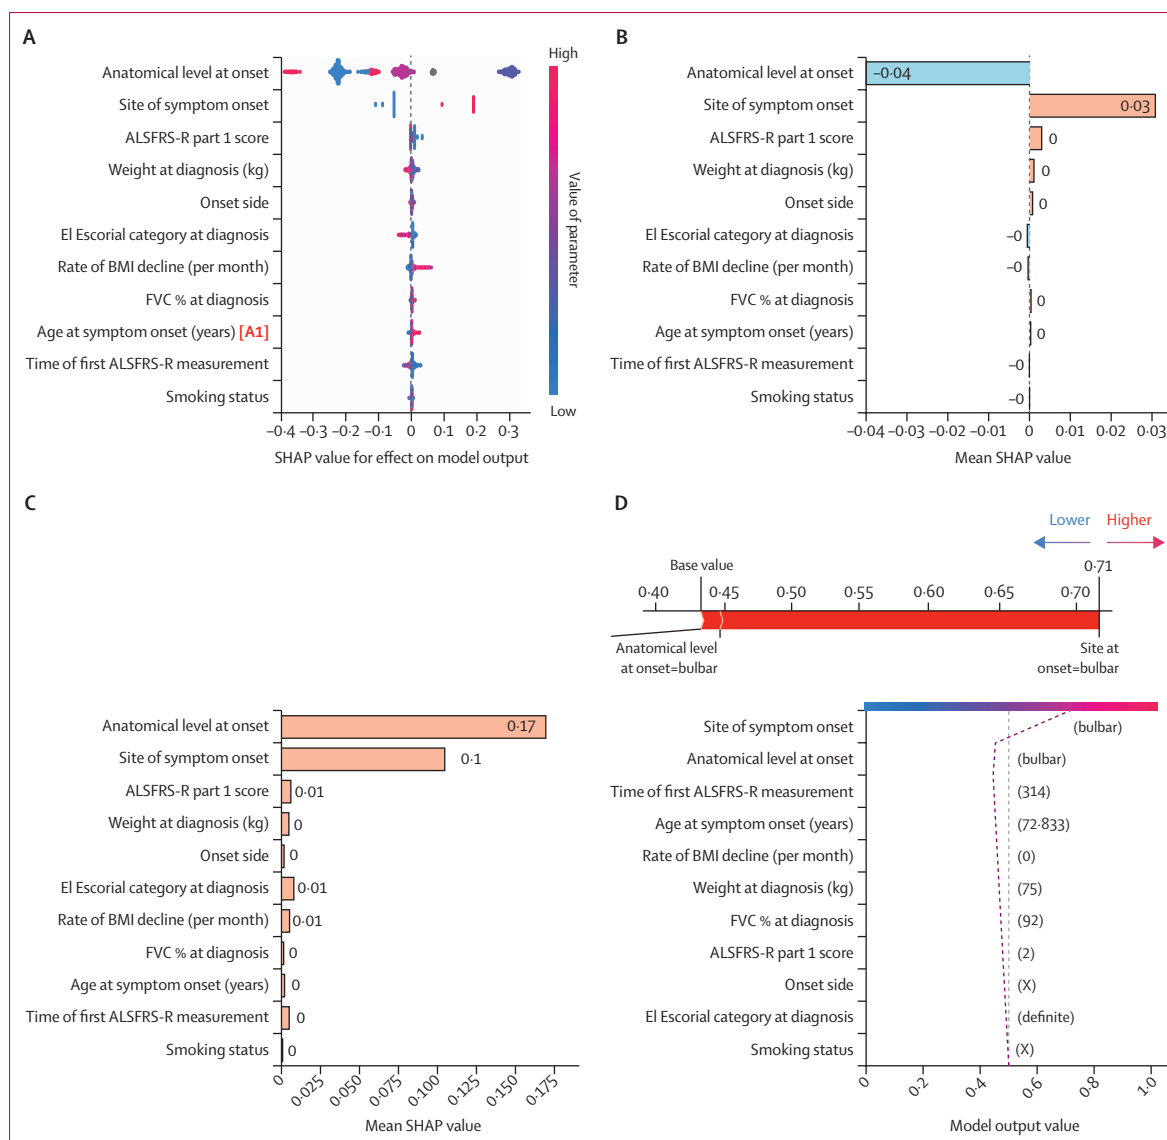 A
High
Anatomical level at onset
Site of symptom onset
ALSFRS-R part 1 score
Weight at diagnosis (kg)
Onset side
El Escorial category at diagnosis
Rate of BMI decline (per month)
FVC % at diagnosis
Age at symptom onset (years) [A1]
Time of first ALSFRS-R measurement
Smoking status
Value of parameter
Low
–0·4 –0·3 –0·2 –0·1 0 0·1 0·2 0·3
SHAP value for effect on model output
B
Anatomical level at onset –0·04
Site of symptom onset 0·03
ALSFRS-R part 1 score 0
Weight at diagnosis (kg) 0
Onset side 0
El Escorial category at diagnosis –0
Rate of BMI decline (per month) –0
FVC % at diagnosis 0
Age at symptom onset (years) 0
Time of first ALSFRS-R measurement –0
Smoking status –0
–0·04 –0·03 –0·02 –0·01 0 0·01 0·02 0·03
Mean SHAP value
C
Anatomical level at onset 0·17
Site of symptom onset 0·1
ALSFRS-R part 1 score 0·01
Weight at diagnosis (kg) 0
Onset side 0
El Escorial category at diagnosis 0·01
Rate of BMI decline (per month) 0·01
FVC % at diagnosis 0
Age at symptom onset (years) 0
Time of first ALSFRS-R measurement 0
Smoking status 0
0 0·025 0·050 0·075 0·100 0·125 0·150 0·175
Mean SHAP value
D
Lower Higher
Base value 0·71
0·40 0·45 0·50 0·55 0·60 0·65 0·70
Anatomical level
at onset=bulbar
Site at
onset=bulbar
Site of symptom onset (bulbar)
Anatomical level at onset (bulbar)
Time of first ALSFRS-R measurement (314)
Age at symptom onset (years) (72·833)
Rate of BMI decline (per month) (0)
Weight at diagnosis (kg) (75)
FVC % at diagnosis (92)
ALSFRS-R part 1 score (2)
Onset side (X)
El Escorial category at diagnosis (definite)
Smoking status (X)
0 0·2 0·4 0·6 0·8 1·0
Model output value